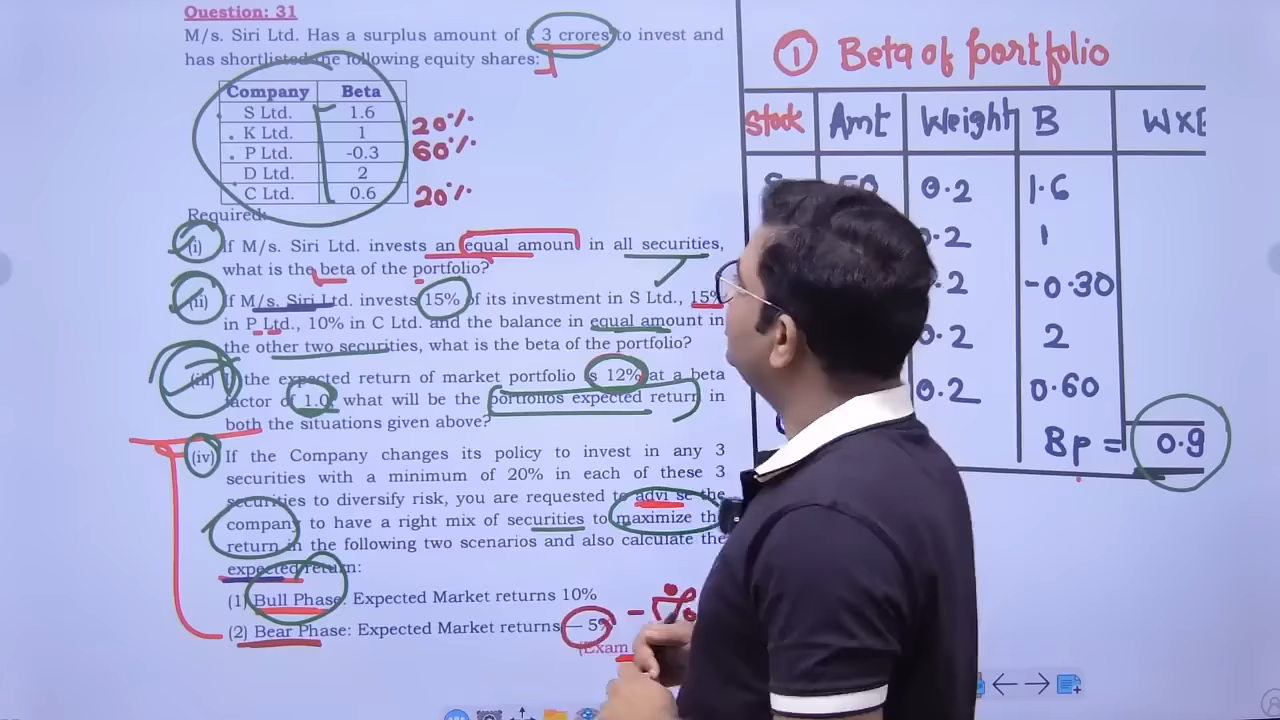 Question: 31
M/s. Siri Ltd. Has a surplus amount of 3 crores to invest and
has shortlisted the following equity shares:
Company Beta
S Ltd. 1.6
K Ltd. 1 20%
P Ltd. -0.3 60%
D Ltd. 2
C Ltd. 0.6 20%
Required:
(i) If M/s. Siri Ltd. invests an equal amount in all securities,
what is the beta of the portfolio?
(ii) If M/s. Siri Ltd. invests 15% of its investment in S Ltd., 15%
in P Ltd., 10% in C Ltd. and the balance in equal amount in
the other two securities, what is the beta of the portfolio?
(iii) If the expected return of market portfolio is 12% at a beta
factor of 1.0, what will be the portfolios expected return in
both the situations given above?
(iv) If the Company changes its policy to invest in any 3
securities with a minimum of 20% in each of these 3
securities to diversify risk, you are requested to advi se the
company to have a right mix of securities to maximize the
return in the following two scenarios and also calculate the
expected return:
(1) Bull Phase: Expected Market returns 10%
(2) Bear Phase: Expected Market returns – 5%
(Exam
① Beta of portfolio
Stock Amt Weight B W×B
0.2 1.6
0.2 1
0.2 -0.30
0.2 2
0.2 0.60
Bp = 0.9